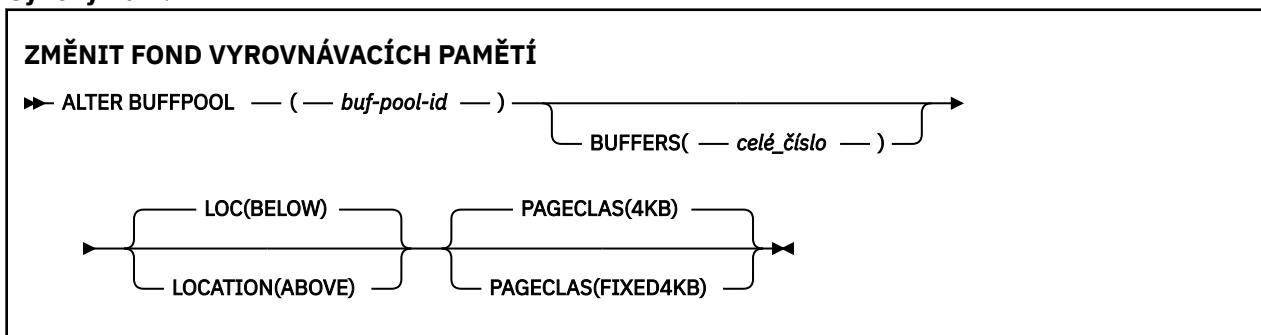 ZMĚNIT FOND VYROVNÁVACÍCH PAMĚTÍ
ALTER BUFFPOOL ( buf-pool-id )
BUFFERS( celé_číslo )
LOC(BELOW) PAGECLAS(4KB)
LOCATION(ABOVE) PAGECLAS(FIXED4KB)